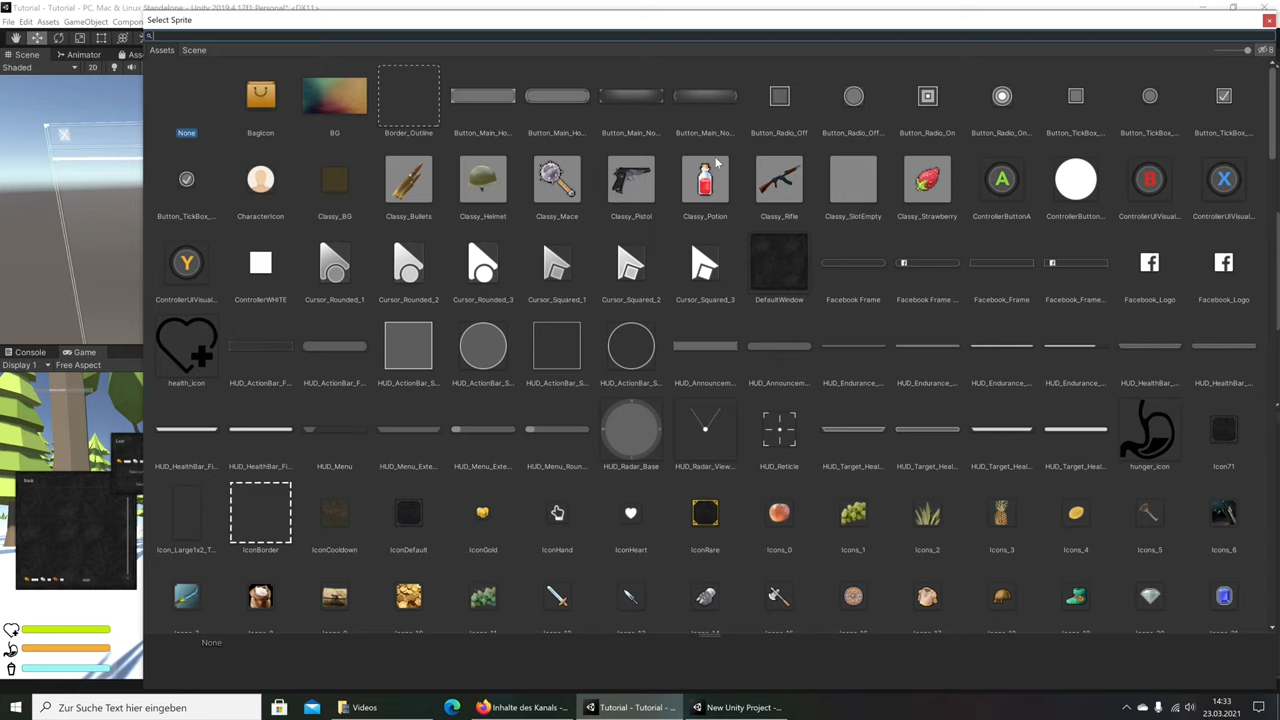 Tutorial - PC, Mac & Linux Standalone - Unity 2019.4.17f1 Personal* <DX11>
File Edit Assets GameObject Compon
Select Sprite
Scene Animator Ass
Assets Scene 8
Shaded 2D
None BagIcon BG Border_Outline Button_Main_Ho... Button_Main_Ho... Button_Main_No... Button_Main_No... Button_Radio_Off Button_Radio_Off... Button_Radio_On Button_Radio_On... Button_TickBox_... Button_TickBox_... Button_TickBox_...
A B X
Button_TickBox_... CharacterIcon Classy_BG Classy_Bullets Classy_Helmet Classy_Mace Classy_Pistol Classy_Potion Classy_Rifle Classy_SlotEmpty Classy_Strawberry ControllerButtonA ControllerButton... ControllerUIVisual... ControllerUIVisual...
Y
ControllerUIVisual... ControllerWHITE Cursor_Rounded_1 Cursor_Rounded_2 Cursor_Rounded_3 Cursor_Squared_1 Cursor_Squared_2 Cursor_Squared_3 DefaultWindow Facebook Frame Facebook Frame ... Facebook_Frame Facebook_Frame... Facebook_Logo Facebook_Logo
Console Game
Display 1 Free Aspect
health_icon HUD_ActionBar_F... HUD_ActionBar_F... HUD_ActionBar_S... HUD_ActionBar_S... HUD_ActionBar_S... HUD_ActionBar_S... HUD_Announcem... HUD_Announcem... HUD_Endurance_... HUD_Endurance_... HUD_Endurance_... HUD_Endurance_... HUD_HealthBar_... HUD_HealthBar_...
Loot
HUD_HealthBar_Fi... HUD_HealthBar_Fi... HUD_Menu HUD_Menu_Exte... HUD_Menu_Exte... HUD_Menu_Roun... HUD_Radar_Base HUD_Radar_View... HUD_Reticle HUD_Target_Heal... HUD_Target_Heal... HUD_Target_Heal... HUD_Target_Heal... hunger_icon Icon71
Icon_Large1x2_T... IconBorder IconCooldown IconDefault IconGold IconHand IconHeart IconRare Icons_0 Icons_1 Icons_2 Icons_3 Icons_4 Icons_5 Icons_6
Add
None
Zur Suche Text hier eingeben Videos Inhalte des Kanals -... Tutorial - Tutorial - ... New Unity Project -...
14:33
23.03.2021